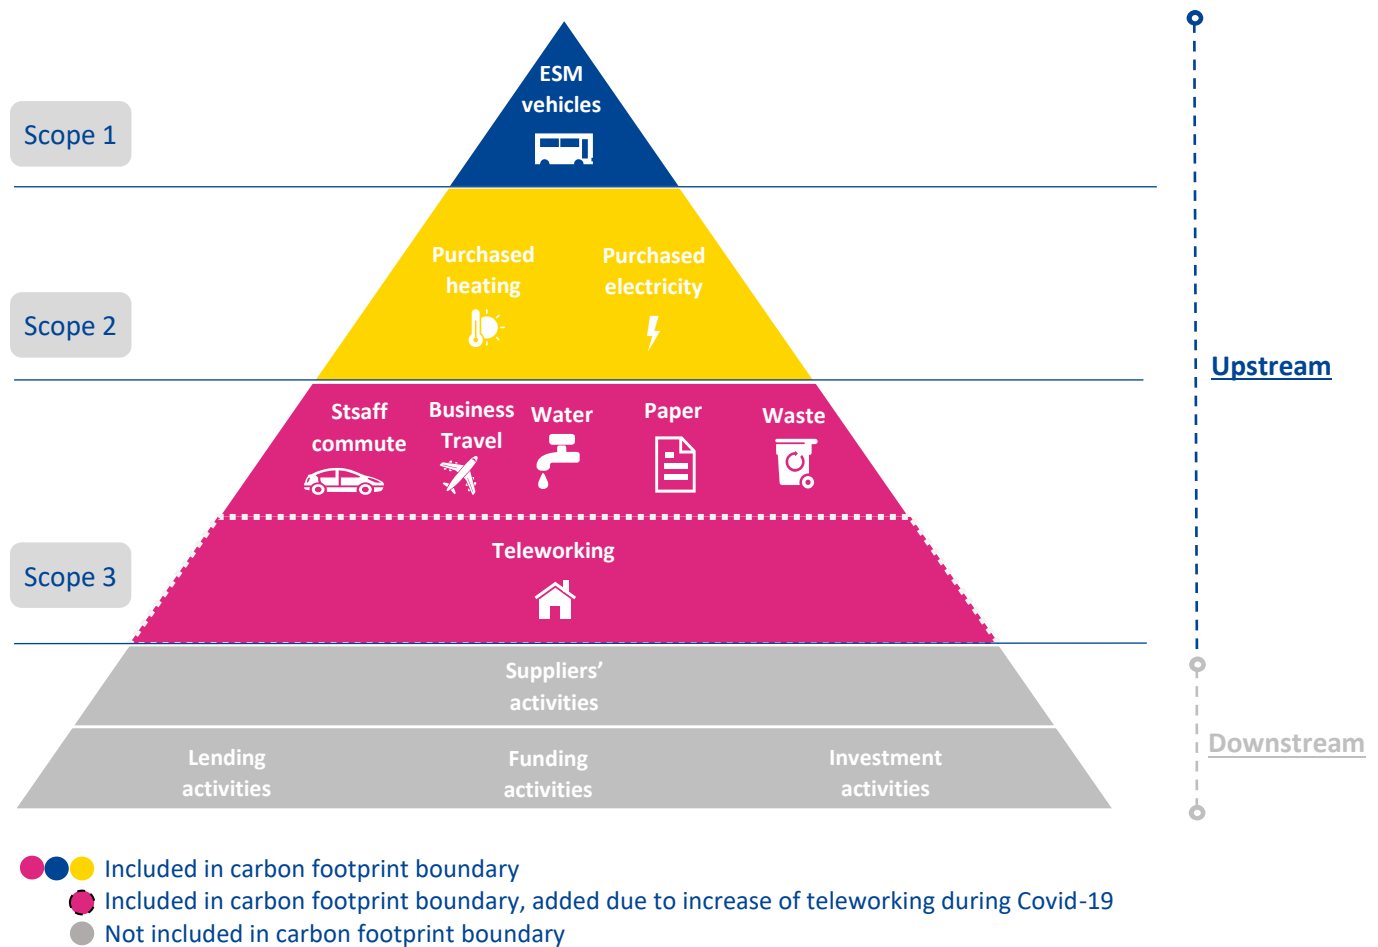 ESM
vehicles
Scope 1
Purchased
heating
Purchased
electricity
Scope 2
Upstream
Stsaff
commute
Business
Travel
Water
Paper
Waste
Teleworking
Scope 3
Suppliers’
activities
Downstream
Lending
activities
Funding
activities
Investment
activities
Included in carbon footprint boundary
Included in carbon footprint boundary, added due to increase of teleworking during Covid-19
Not included in carbon footprint boundary